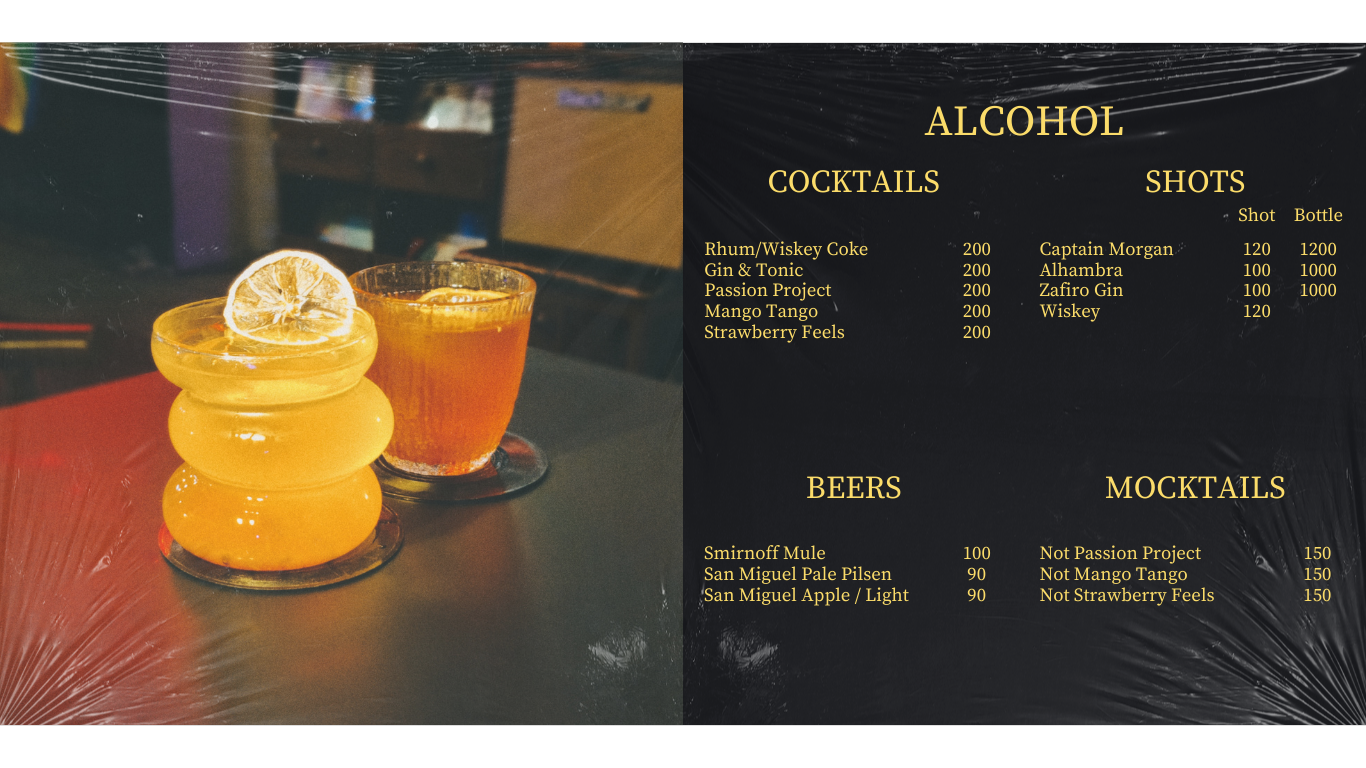 ALCOHOL
COCKTAILS
Rhum/Wiskey Coke 200
Gin & Tonic 200
Passion Project 200
Mango Tango 200
Strawberry Feels 200
SHOTS
Shot Bottle
Captain Morgan 120 1200
Alhambra 100 1000
Zafiro Gin 100 1000
Wiskey 120
BEERS
Smirnoff Mule 100
San Miguel Pale Pilsen 90
San Miguel Apple / Light 90
MOCKTAILS
Not Passion Project 150
Not Mango Tango 150
Not Strawberry Feels 150